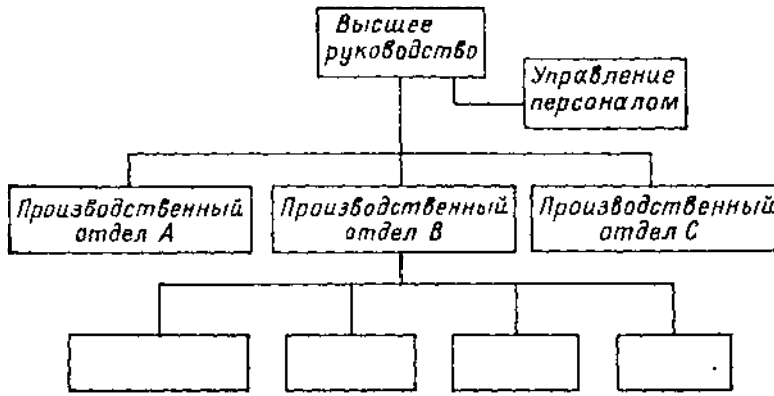 Высшее
руководство
Управление
персоналом
Производственный
отдел А
Производственный
отдел В
Производственный
отдел С